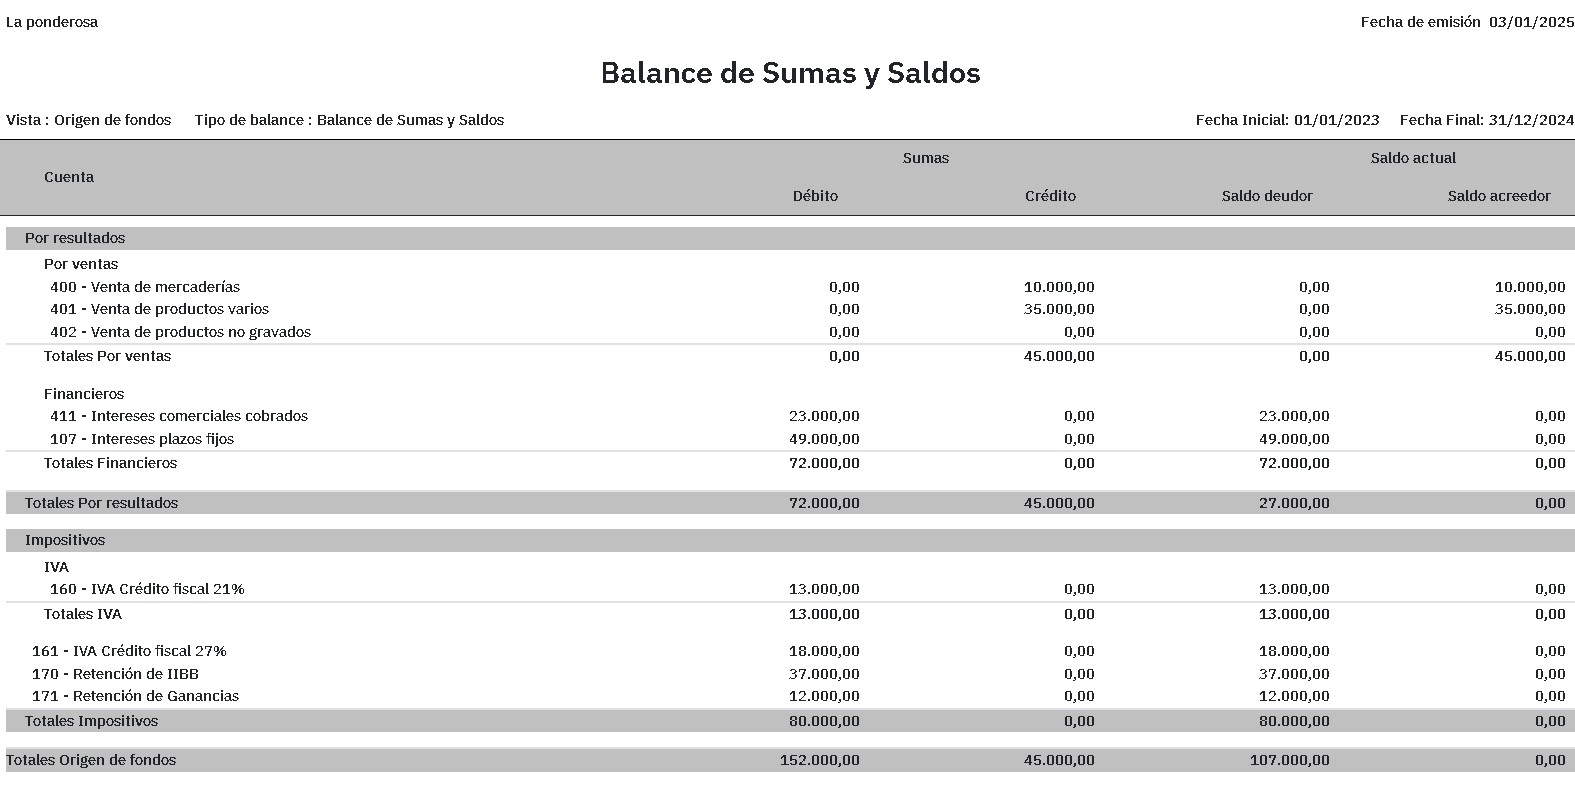 La ponderosa Fecha de emisión 03/01/2025
Balance de Sumas y Saldos
Vista : Origen de fondos Tipo de balance : Balance de Sumas y Saldos Fecha Inicial: 01/01/2023 Fecha Final: 31/12/2024
Sumas Saldo actual
Cuenta
Débito Crédito Saldo deudor Saldo acreedor
Por resultados
Por ventas
400 - Venta de mercaderías 0,00 10.000,00 0,00 10.000,00
401 - Venta de productos varios 0,00 35.000,00 0,00 35.000,00
402 - Venta de productos no gravados 0,00 0,00 0,00 0,00
Totales Por ventas 0,00 45.000,00 0,00 45.000,00
Financieros
411 - Intereses comerciales cobrados 23.000,00 0,00 23.000,00 0,00
107 - Intereses plazos fijos 49.000,00 0,00 49.000,00 0,00
Totales Financieros 72.000,00 0,00 72.000,00 0,00
Totales Por resultados 72.000,00 45.000,00 27.000,00 0,00
Impositivos
IVA
160 - IVA Crédito fiscal 21% 13.000,00 0,00 13.000,00 0,00
Totales IVA 13.000,00 0,00 13.000,00 0,00
161 - IVA Crédito fiscal 27% 18.000,00 0,00 18.000,00 0,00
170 - Retención de IIBB 37.000,00 0,00 37.000,00 0,00
171 - Retención de Ganancias 12.000,00 0,00 12.000,00 0,00
Totales Impositivos 80.000,00 0,00 80.000,00 0,00
Totales Origen de fondos 152.000,00 45.000,00 107.000,00 0,00